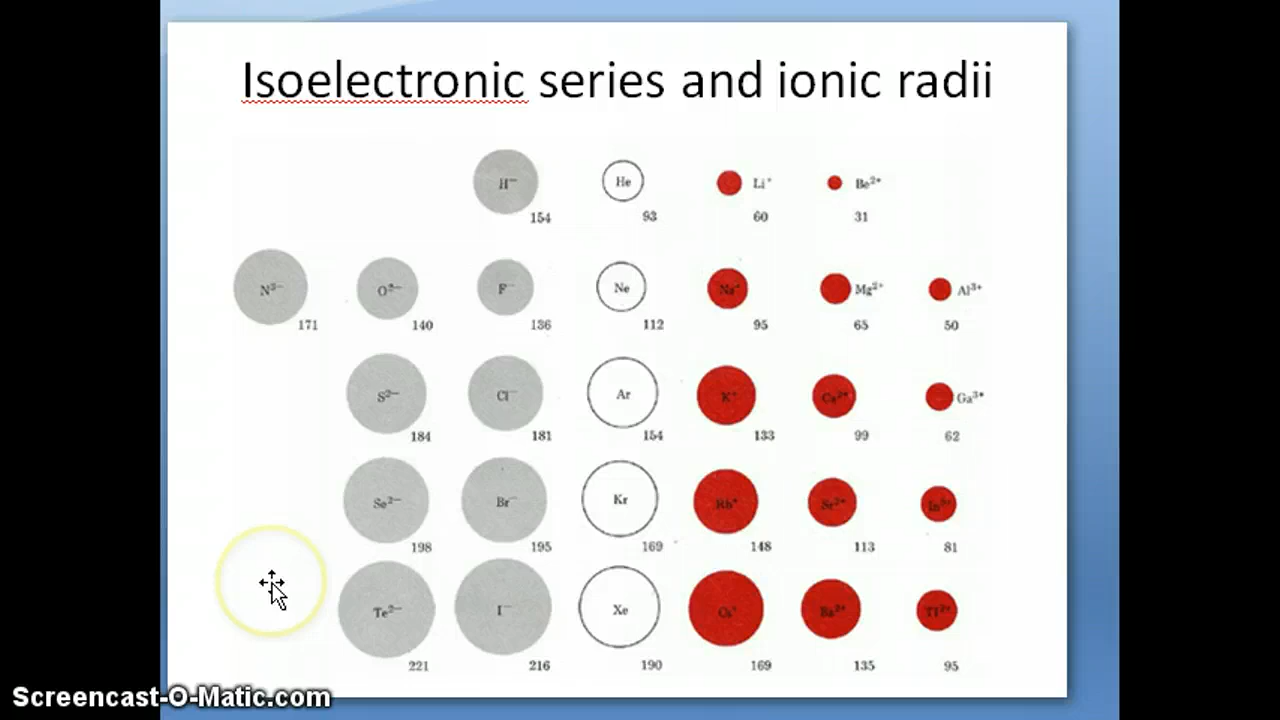 Isoelectronic series and ionic radii
H⁻ He Li⁺ Be²⁺
154 93 60 31
N³⁻ O²⁻ F⁻ Ne Na⁺ Mg²⁺ Al³⁺
171 140 136 112 95 65 50
S²⁻ Cl⁻ Ar K⁺ Ca²⁺ Ga³⁺
184 181 154 133 99 62
Se²⁻ Br⁻ Kr Rb⁺ Sr²⁺ In³⁺
198 195 169 148 113 81
Te²⁻ I⁻ Xe Cs⁺ Ba²⁺ Tl³⁺
221 216 190 169 135 95
Screencast-O-Matic.com